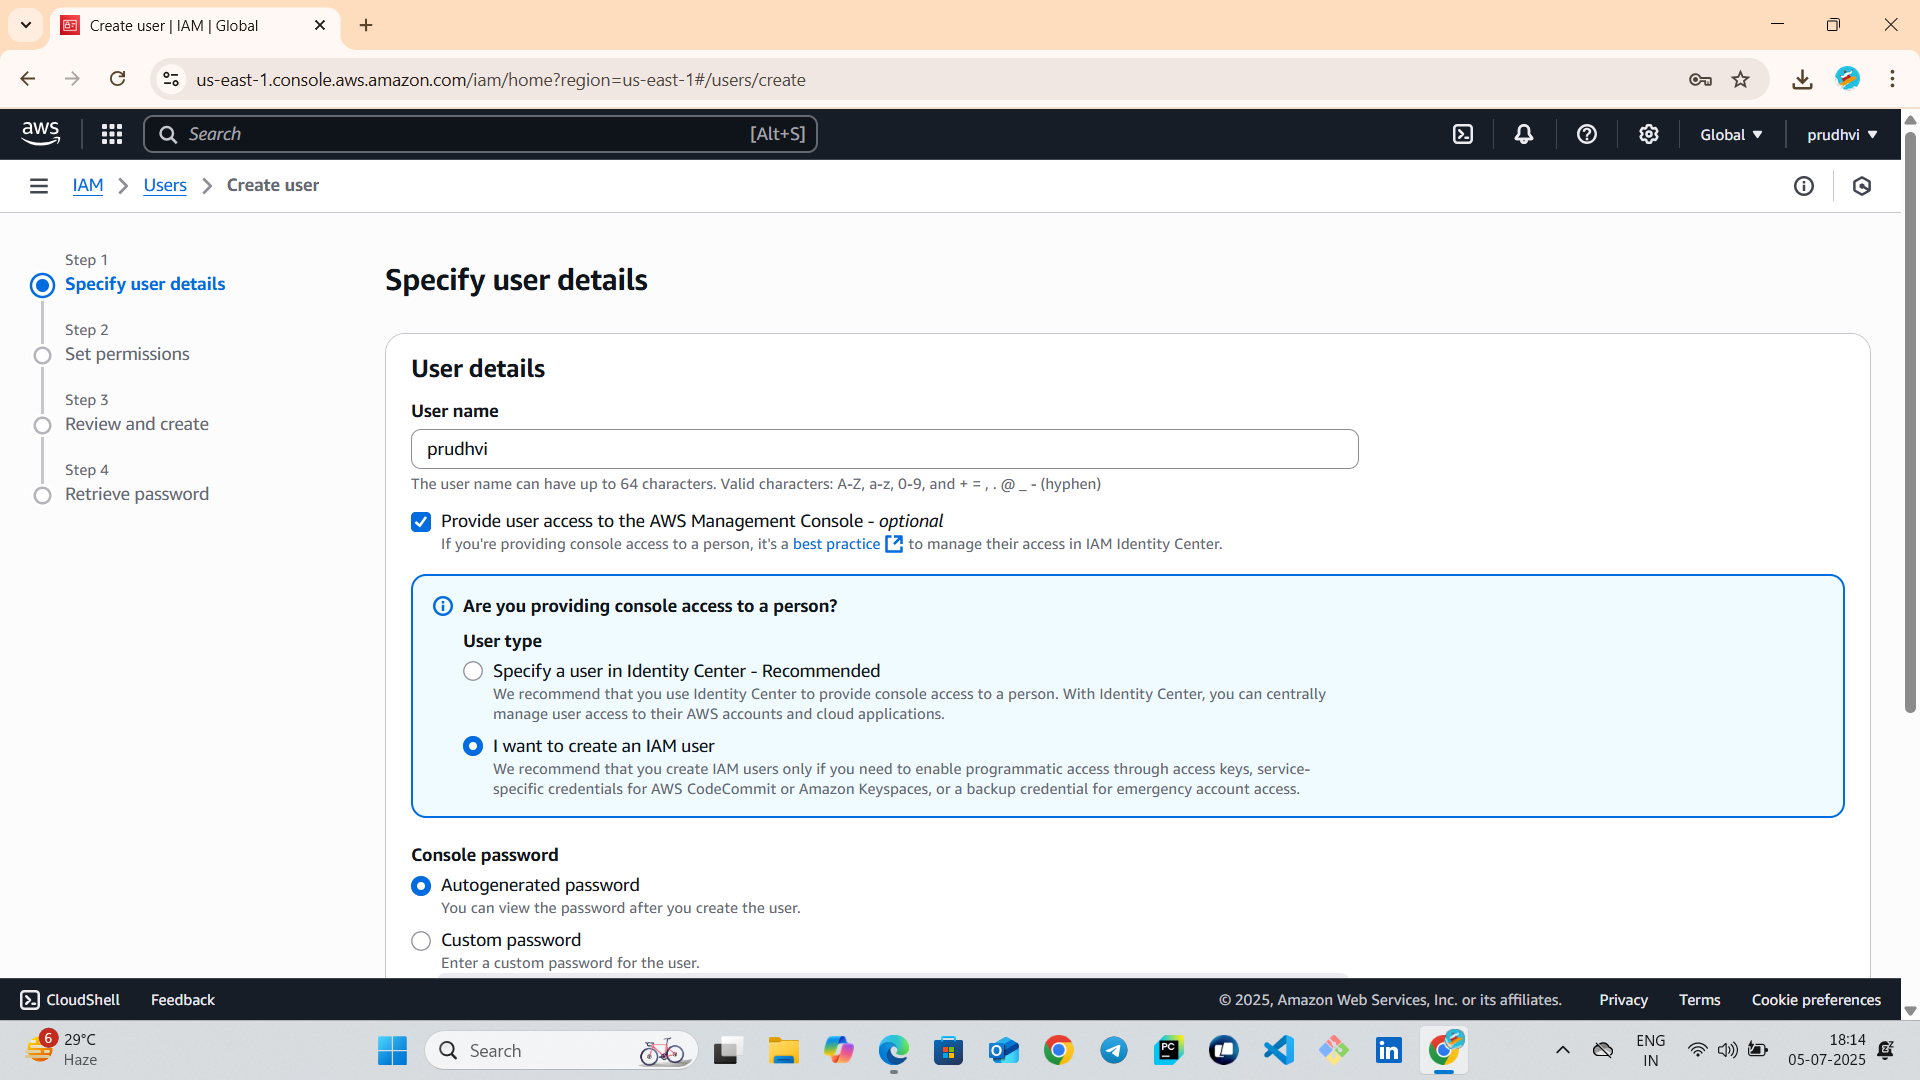 Create user | IAM | Global
us-east-1.console.aws.amazon.com/iam/home?region=us-east-1#/users/create
aws
Search
[Alt+S]
Global
prudhvi
IAM
Users
Create user
Step 1
Specify user details
Step 2
Set permissions
Step 3
Review and create
Step 4
Retrieve password
Specify user details
User details
User name
prudhvi
The user name can have up to 64 characters. Valid characters: A-Z, a-z, 0-9, and + = , . @ _ - (hyphen)
Provide user access to the AWS Management Console - optional
If you're providing console access to a person, it's a best practice to manage their access in IAM Identity Center.
Are you providing console access to a person?
User type
Specify a user in Identity Center - Recommended
We recommend that you use Identity Center to provide console access to a person. With Identity Center, you can centrally
manage user access to their AWS accounts and cloud applications.
I want to create an IAM user
We recommend that you create IAM users only if you need to enable programmatic access through access keys, service-
specific credentials for AWS CodeCommit or Amazon Keyspaces, or a backup credential for emergency account access.
Console password
Autogenerated password
You can view the password after you create the user.
Custom password
Enter a custom password for the user.
CloudShell
Feedback
© 2025, Amazon Web Services, Inc. or its affiliates.
Privacy
Terms
Cookie preferences
6
29°C
Haze
Search
PC
in
ENG
IN
18:14
05-07-2025